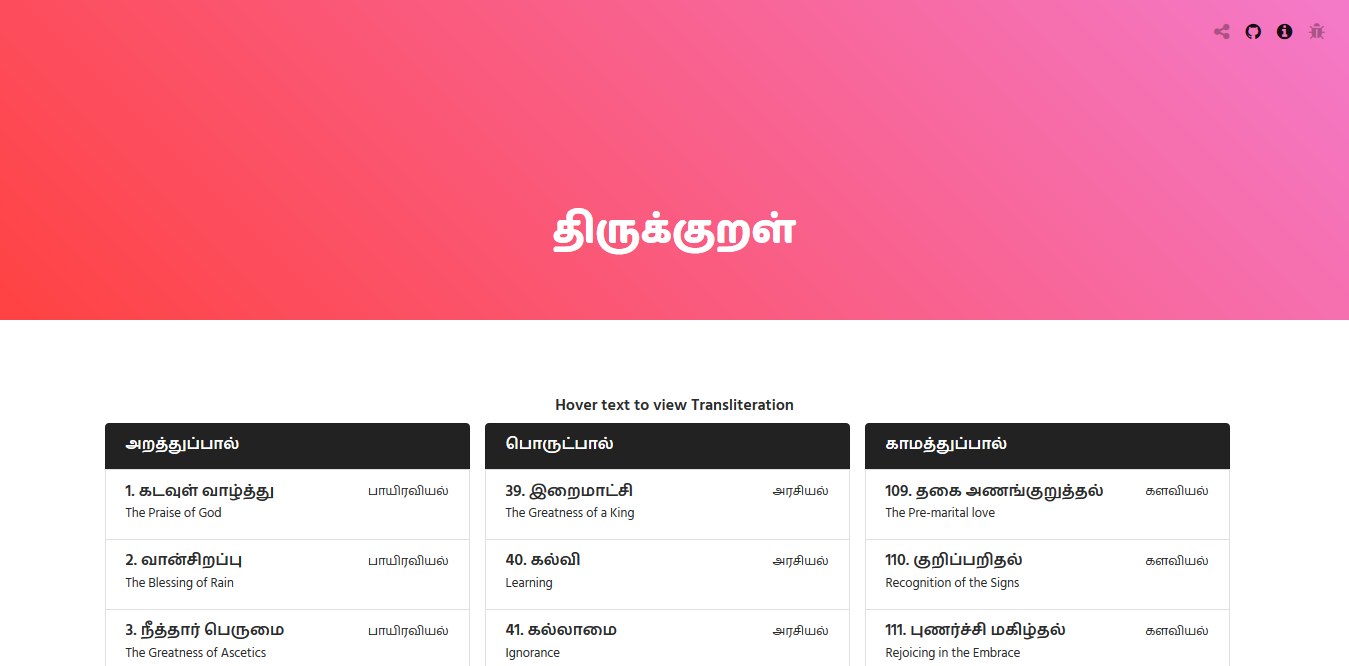 திருக்குறள்
Hover text to view Transliteration
அறத்துப்பால்
1. கடவுள் வாழ்த்து பாயிரவியல்
The Praise of God
2. வான்சிறப்பு பாயிரவியல்
The Blessing of Rain
3. நீத்தார் பெருமை பாயிரவியல்
The Greatness of Ascetics
பொருட்பால்
39. இறைமாட்சி அரசியல்
The Greatness of a King
40. கல்வி அரசியல்
Learning
41. கல்லாமை அரசியல்
Ignorance
காமத்துப்பால்
109. தகை அணங்குறுத்தல் களவியல்
The Pre-marital love
110. குறிப்பறிதல் களவியல்
Recognition of the Signs
111. புணர்ச்சி மகிழ்தல் களவியல்
Rejoicing in the Embrace